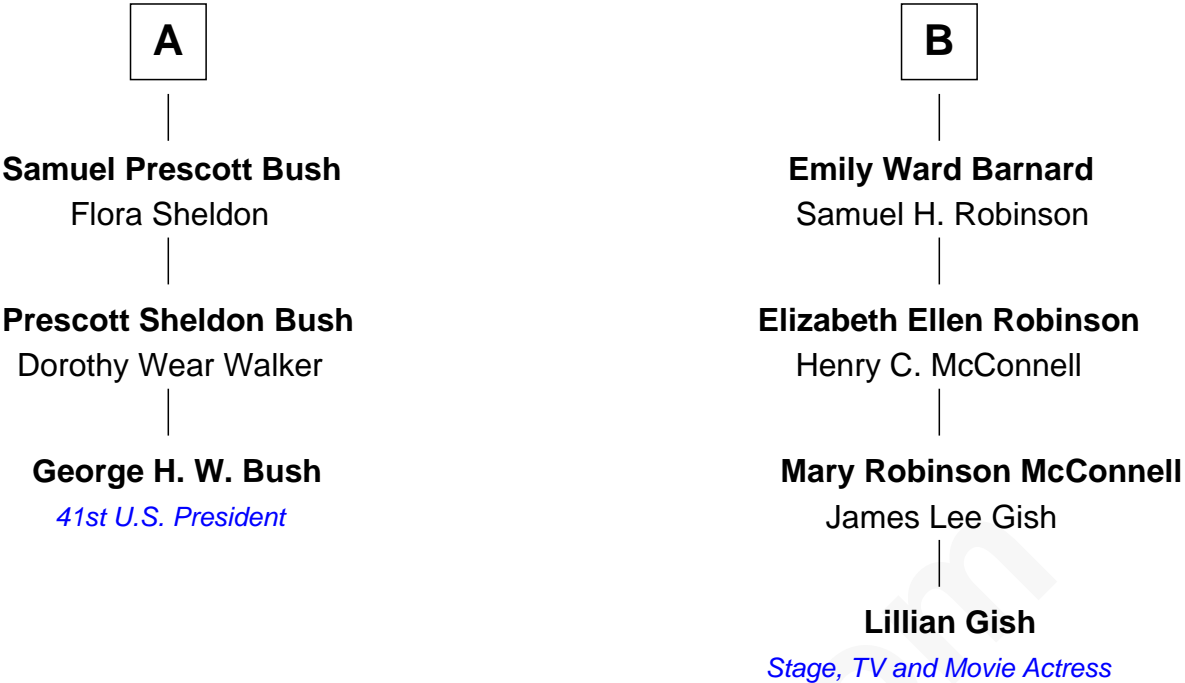 A
Samuel Prescott Bush
Flora Sheldon
Prescott Sheldon Bush
Dorothy Wear Walker
George H. W. Bush
41st U.S. President
B
Emily Ward Barnard
Samuel H. Robinson
Elizabeth Ellen Robinson
Henry C. McConnell
Mary Robinson McConnell
James Lee Gish
Lillian Gish
Stage, TV and Movie Actress